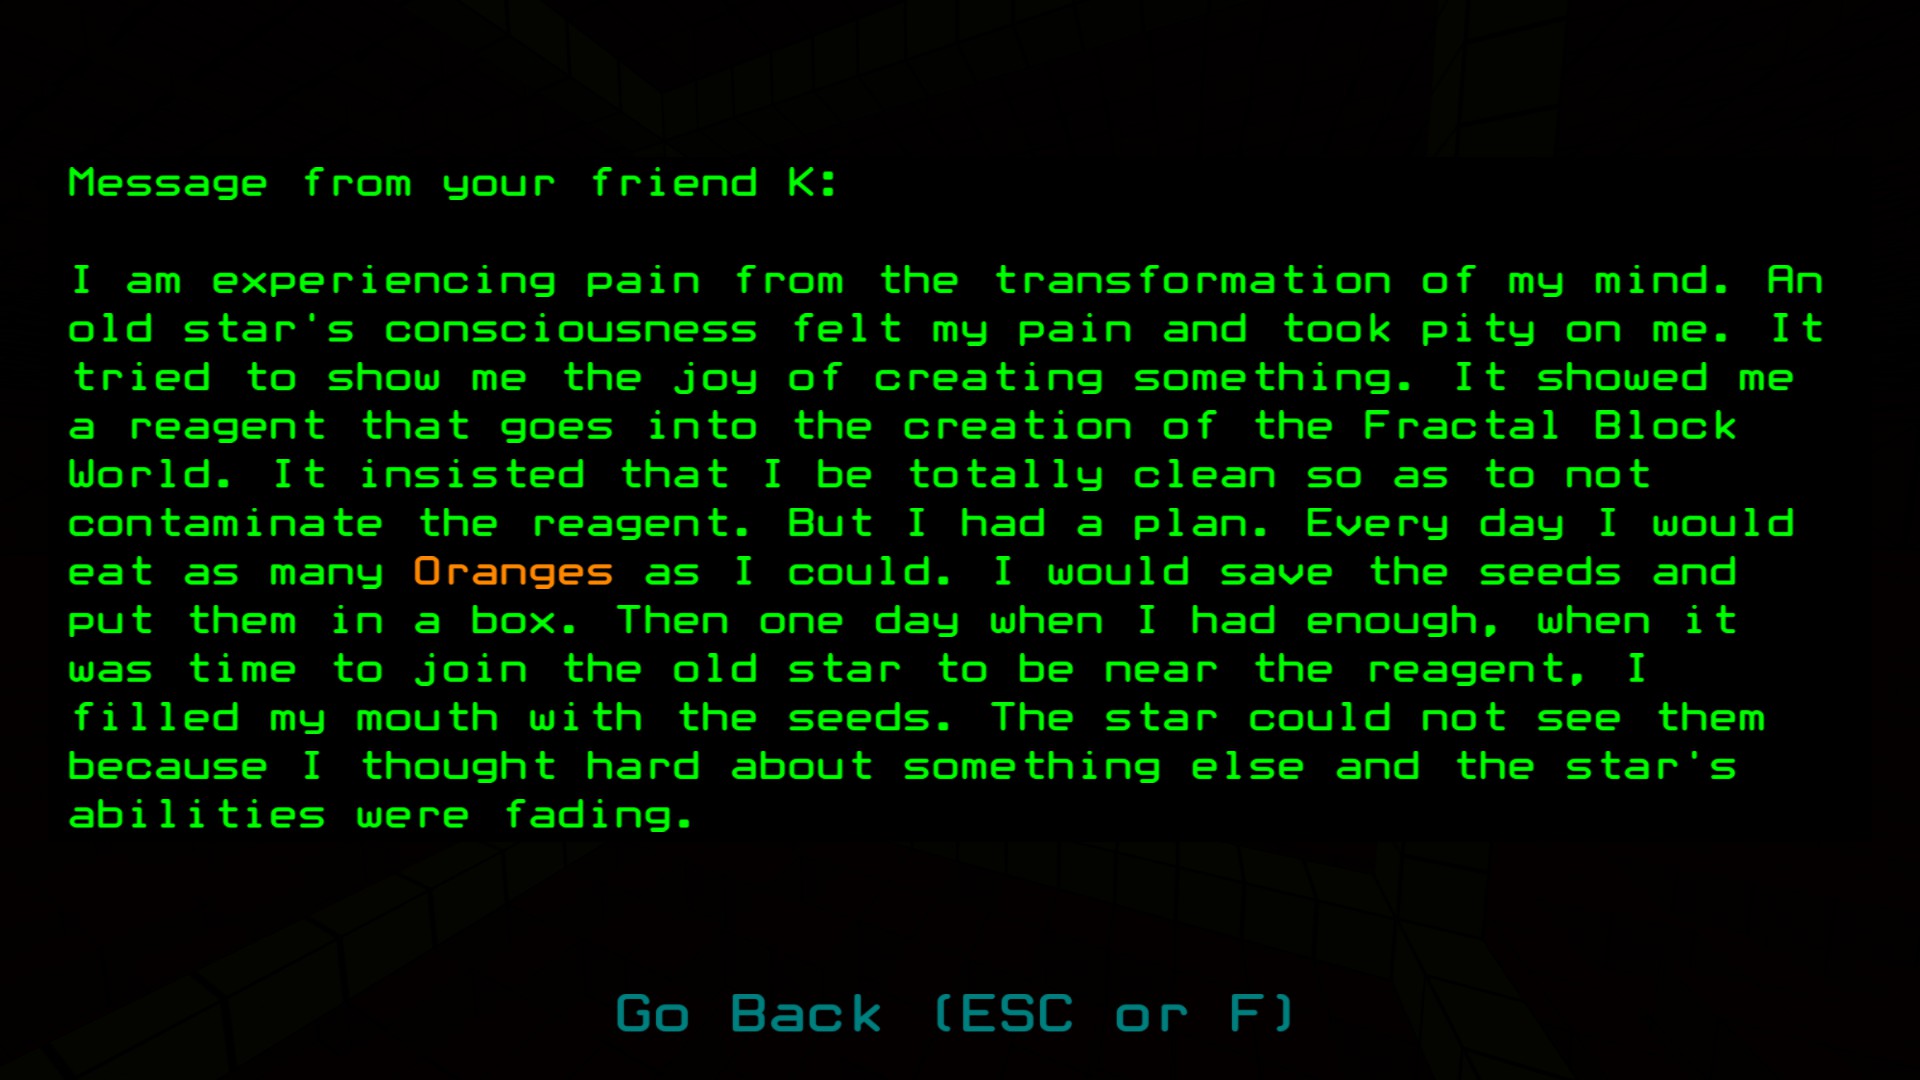 Message from your friend K:
I am experiencing pain from the transformation of my mind. An
old star's consciousness felt my pain and took pity on me. It
tried to show me the joy of creating something. It showed me
a reagent that goes into the creation of the Fractal Block
World. It insisted that I be totally clean so as to not
contaminate the reagent. But I had a plan. Every day I would
eat as many Oranges as I could. I would save the seeds and
put them in a box. Then one day when I had enough, when it
was time to join the old star to be near the reagent, I
filled my mouth with the seeds. The star could not see them
because I thought hard about something else and the star's
abilities were fading.
Go Back (ESC or F)